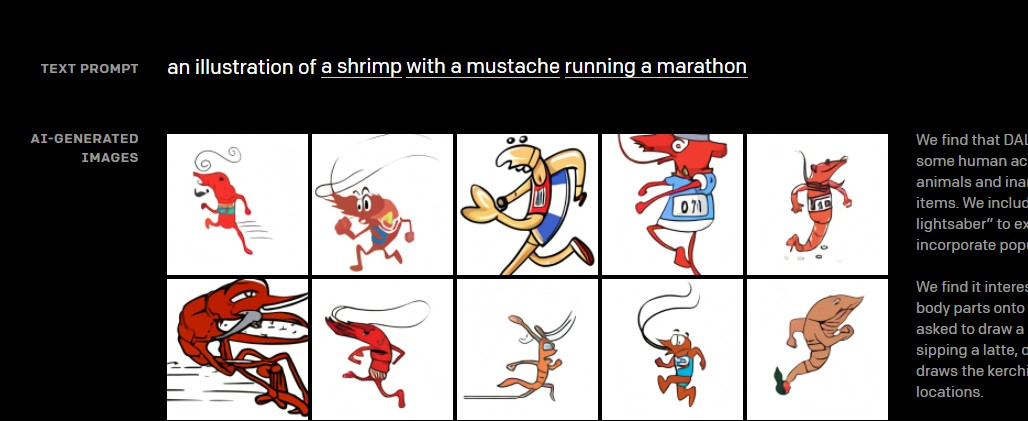 TEXT PROMPT
an illustration of a shrimp with a mustache running a marathon
AI-GENERATED
IMAGES
We find that DAL
some human ac
animals and inar
items. We includ
lightsaber” to ex
incorporate popu
We find it interes
body parts onto
asked to draw a
sipping a latte, o
draws the kerchi
locations.